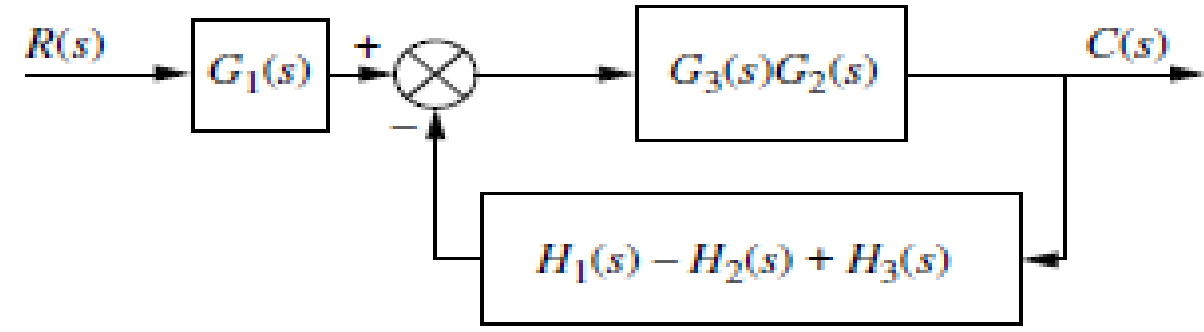 R(s)
G₁(s)
+
−
G₃(s)G₂(s)
C(s)
H₁(s) – H₂(s) + H₃(s)